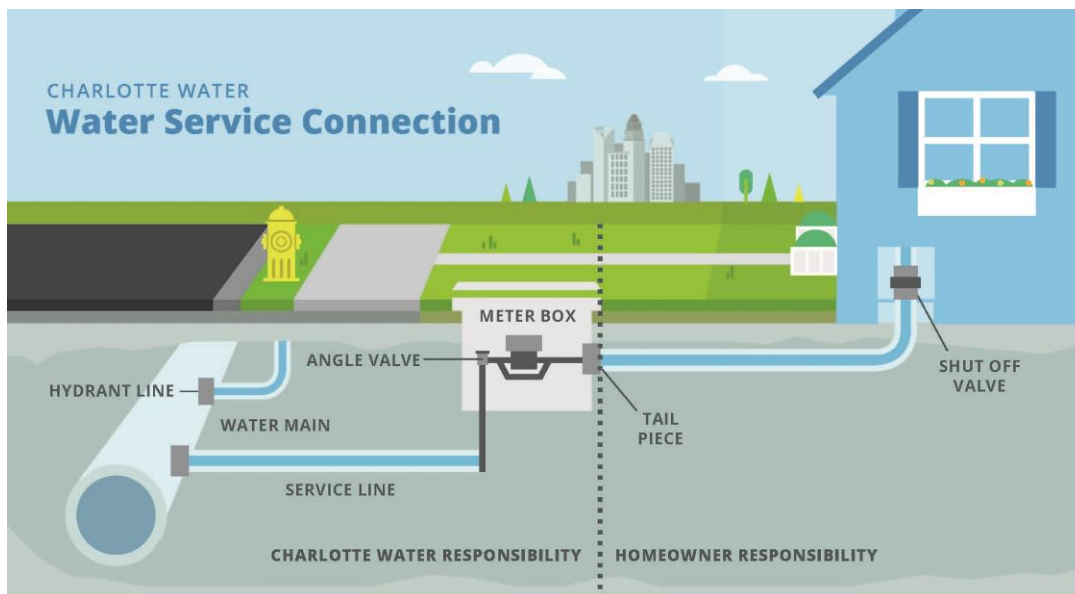 CHARLOTTE WATER
Water Service Connection
METER BOX
ANGLE VALVE
HYDRANT LINE
WATER MAIN
SERVICE LINE
TAIL
PIECE
SHUT OFF
VALVE
CHARLOTTE WATER RESPONSIBILITY
HOMEOWNER RESPONSIBILITY